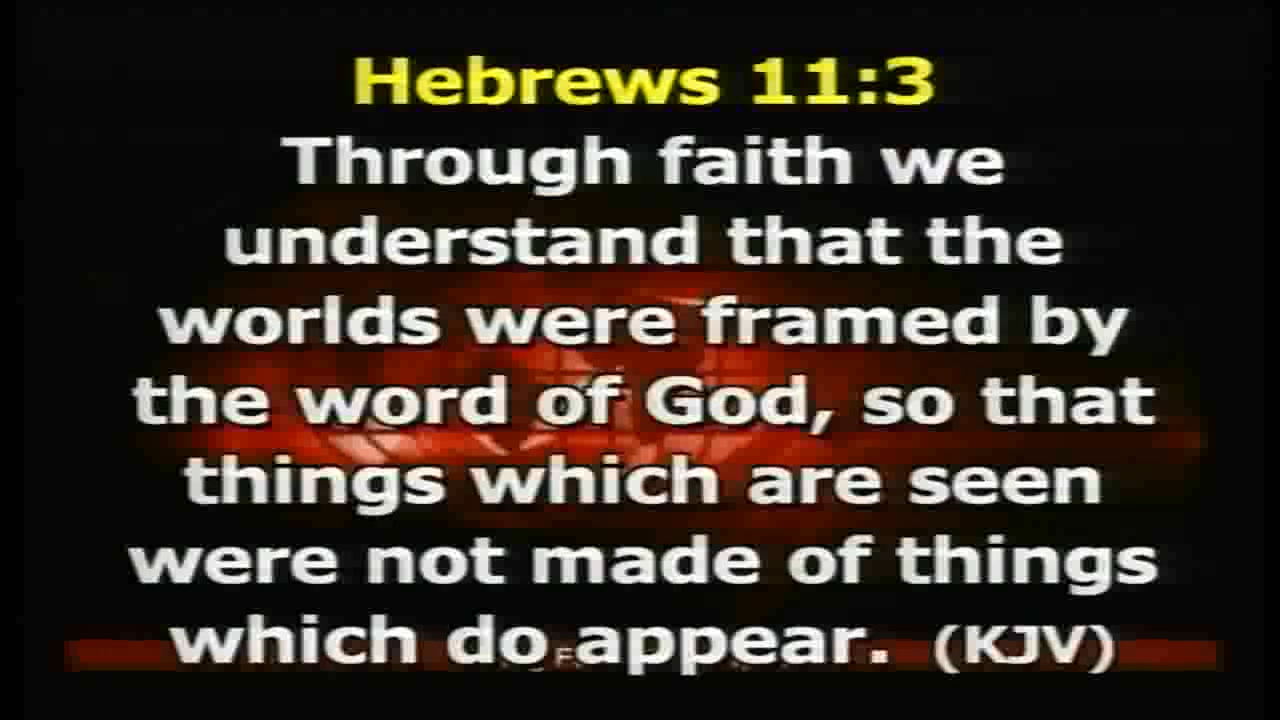 Hebrews 11:3
Through faith we
understand that the
worlds were framed by
the word of God, so that
things which are seen
were not made of things
which do appear. (KJV)